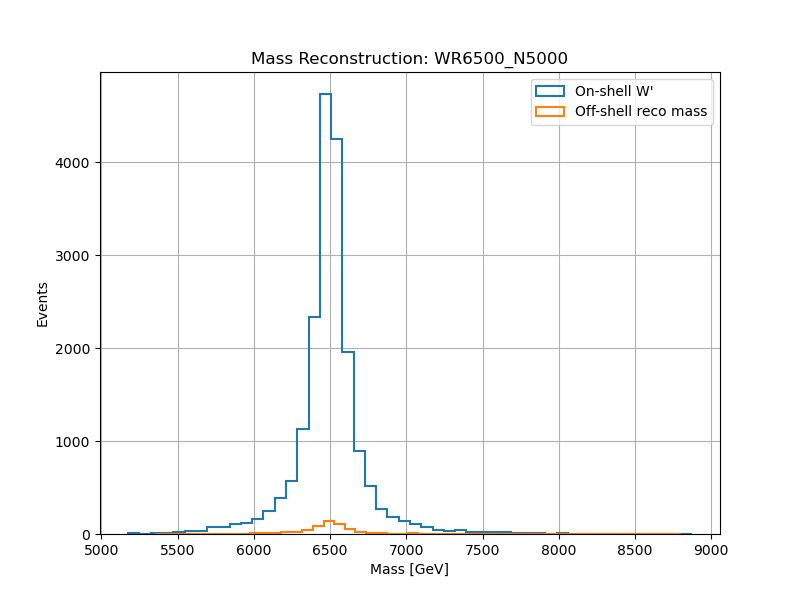 Mass Reconstruction: WR6500_N5000
On-shell W'
Off-shell reco mass
Events
4000
3000
2000
1000
0
5000 5500 6000 6500 7000 7500 8000 8500 9000
Mass [GeV]